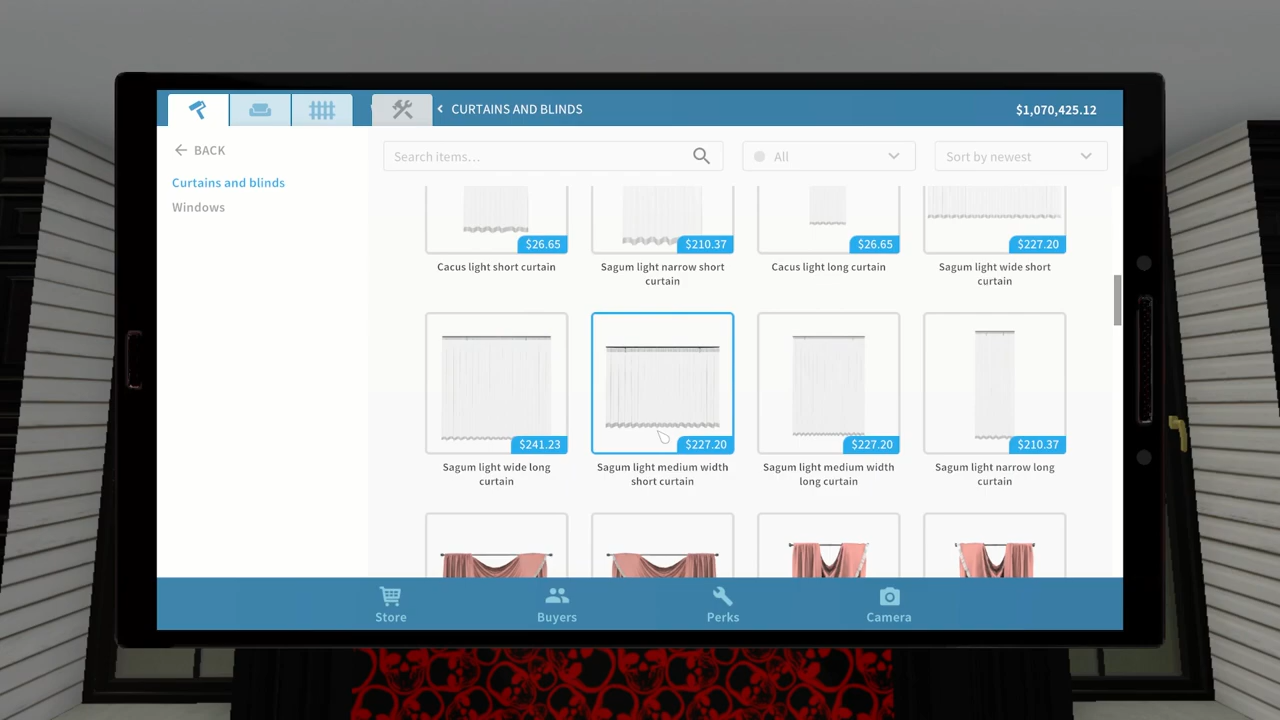 CURTAINS AND BLINDS
$1,070,425.12
BACK
Search items...
All
Sort by newest
Curtains and blinds
Windows
$26.65
$210.37
$26.65
$227.20
Cacus light short curtain
Sagum light narrow short
curtain
Cacus light long curtain
Sagum light wide short
curtain
$241.23
$227.20
$227.20
$210.37
Sagum light wide long
curtain
Sagum light medium width
short curtain
Sagum light medium width
long curtain
Sagum light narrow long
curtain
Store
Buyers
Perks
Camera